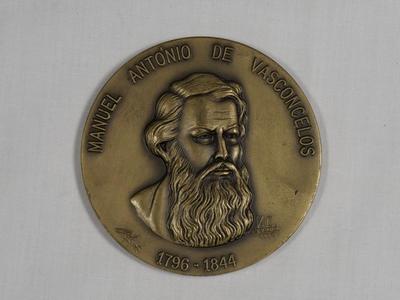 MANUEL ANTÓNIO DE VASCONCELOS
1796 - 1844